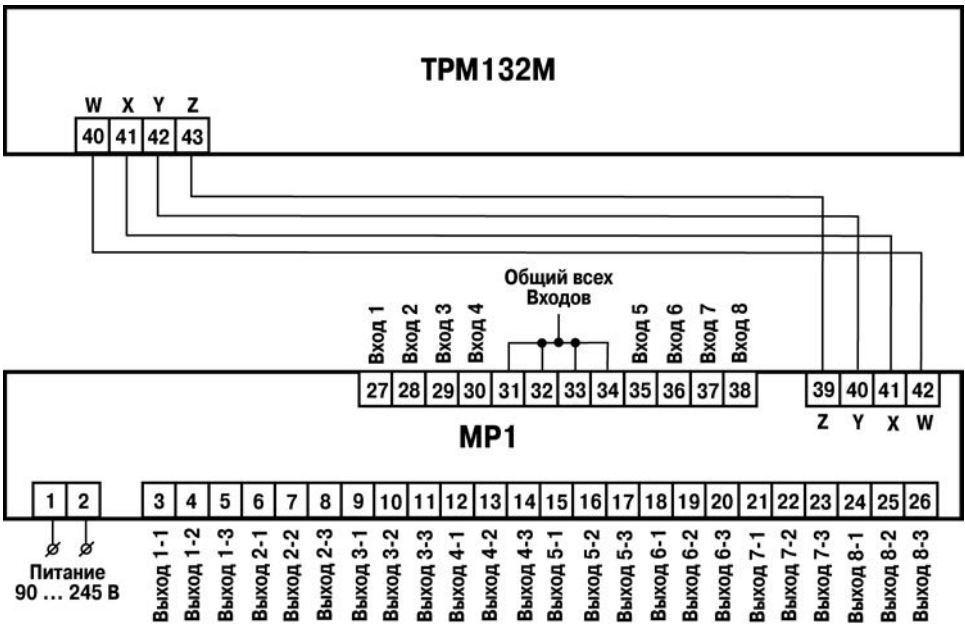 ТРМ132М
W X Y Z
40 41 42 43
Общий всех
Входов
Вход 1
Вход 2
Вход 3
Вход 4
Вход 5
Вход 6
Вход 7
Вход 8
27 28 29 30 31 32 33 34 35 36 37 38
39 40 41 42
Z Y X W
МР1
1 2
3 4 5 6 7 8 9 10 11 12 13 14 15 16 17 18 19 20 21 22 23 24 25 26
Питание
90 ... 245 В
Выход 1-1
Выход 1-2
Выход 1-3
Выход 2-1
Выход 2-2
Выход 2-3
Выход 3-1
Выход 3-2
Выход 3-3
Выход 4-1
Выход 4-2
Выход 4-3
Выход 5-1
Выход 5-2
Выход 5-3
Выход 6-1
Выход 6-2
Выход 6-3
Выход 7-1
Выход 7-2
Выход 7-3
Выход 8-1
Выход 8-2
Выход 8-3